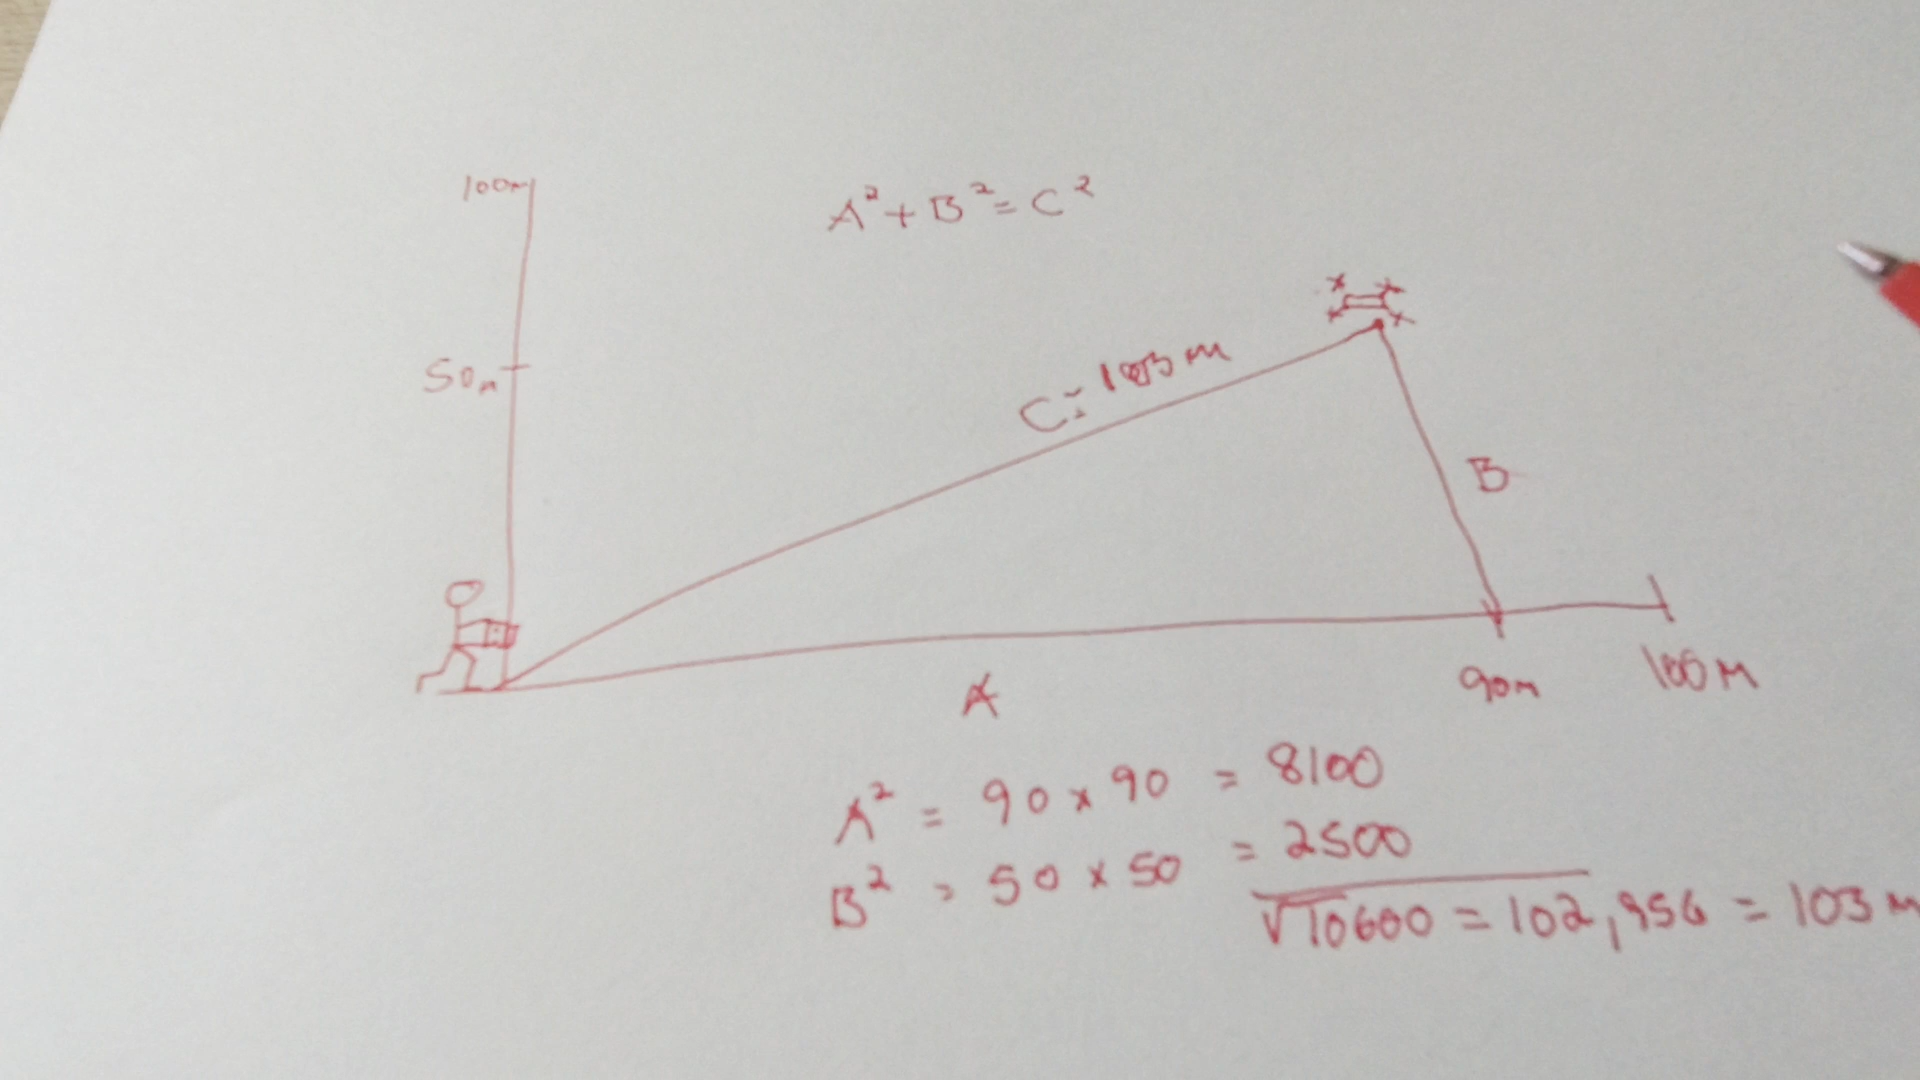 100m
A²+B²=C²
50m
C=103m
B
90m
100M
A
A² = 90 x 90 = 8100
B² = 50 x 50 = 2500
√10600 = 102,956 = 103 m